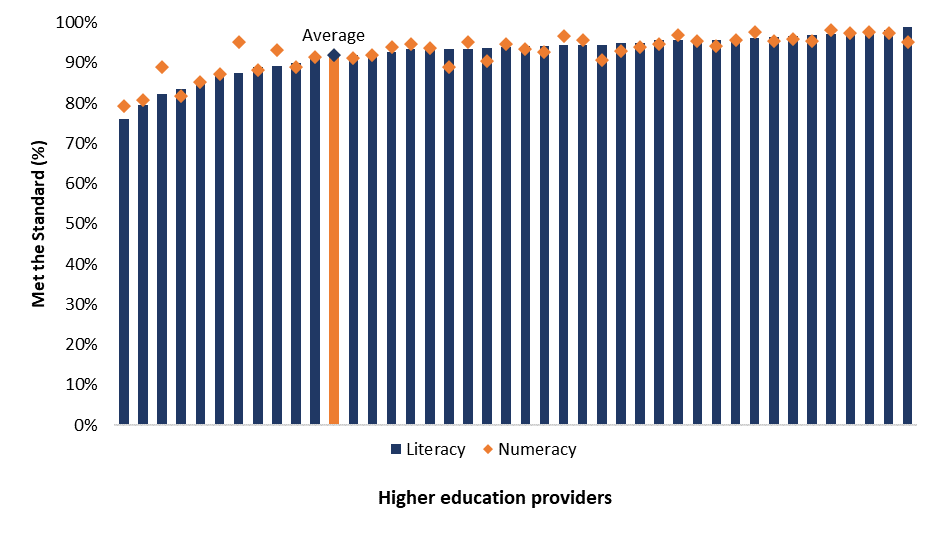 100%
Average
90%
80%
70%
60%
50%
40%
30%
20%
10%
0%
Met the Standard (%)
Literacy Numeracy
Higher education providers